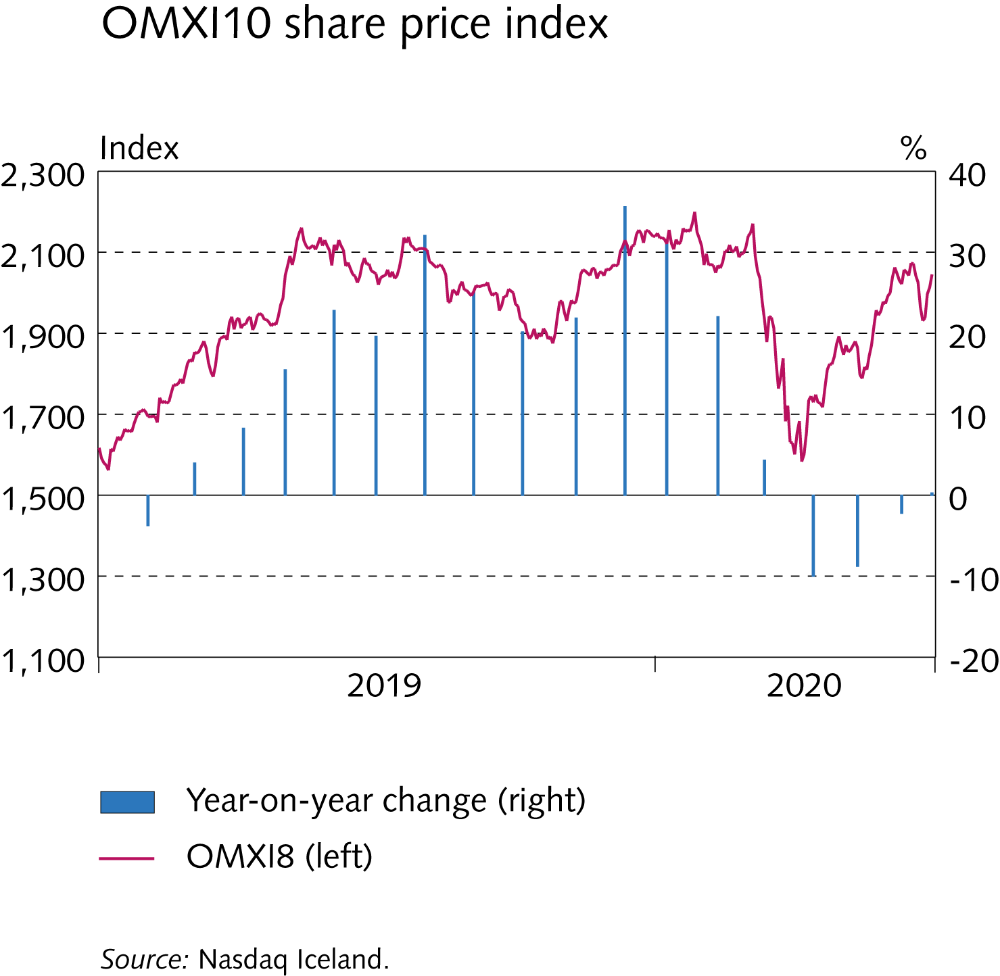 OMXI10 share price index
Index %
2,300 40
2,100 30
1,900 20
1,700 10
1,500 0
1,300 -10
1,100 -20
2019 2020
Year-on-year change (right)
OMXI8 (left)
Source: Nasdaq Iceland.